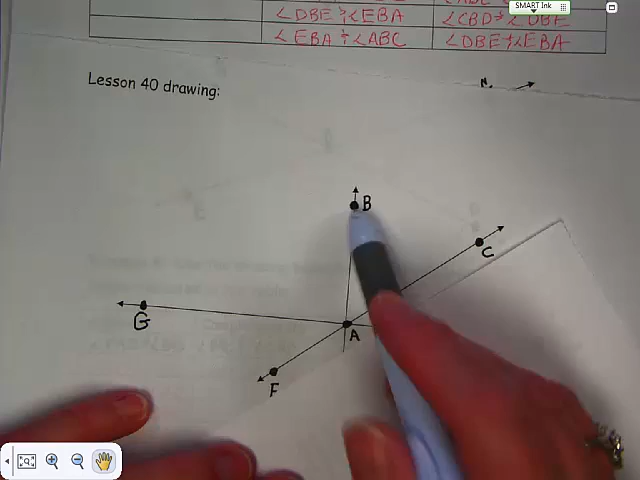 SMART Ink
∠DBE ∠EBA
∠CBD ∠DBE
∠EBA ∠ABC
∠DBE ∠EBA
Lesson 40 drawing:
B
C
G
A
F